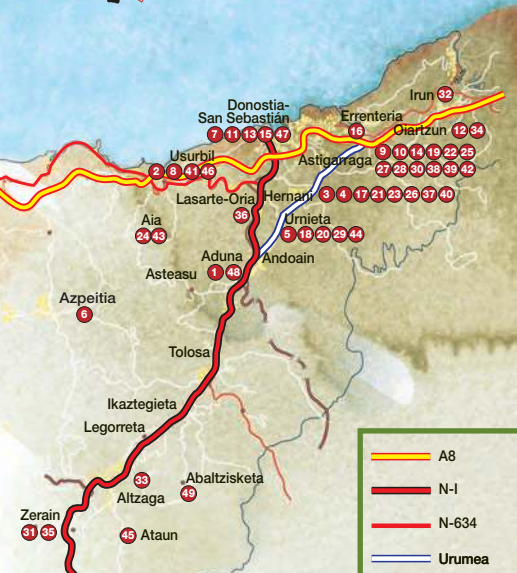 Irun 32
Donostia-
San Sebastián
7 11 13 15 47
Errenteria
16
Oiartzun 12 34
Usurbil
2 8 41 46
Astigarraga 9 10 14 19 22 25
27 28 30 38 39 42
Lasarte-Oria
36
Hernani 3 4 17 21 23 26 37 40
Aia
24 43
Urnieta
5 18 20 29 44
Aduna
1 48
Andoain
Asteasu
Azpeitia
6
Tolosa
Ikaztegieta
Legorreta
33
Altzaga
Abaltzisketa
49
Zerain
31 35
45 Ataun
A8
N-I
N-634
Urumea